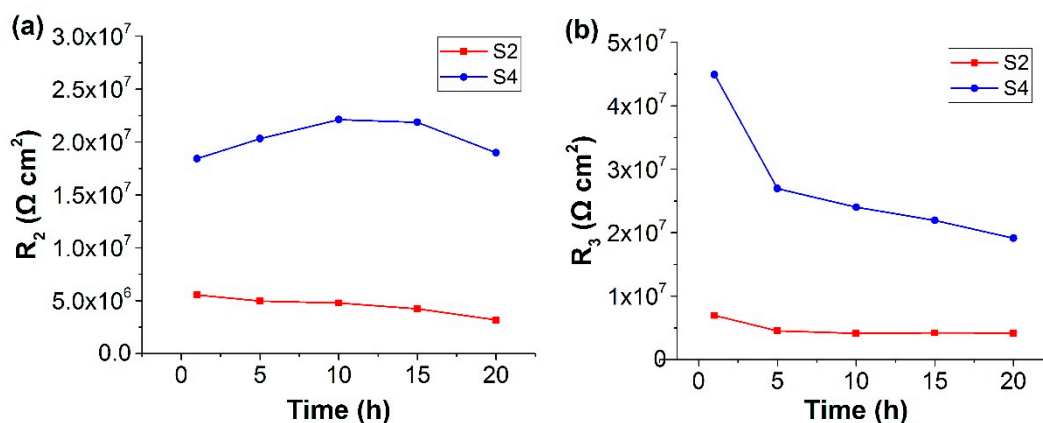 (a)
3.0x10⁷
2.5x10⁷
2.0x10⁷
1.5x10⁷
1.0x10⁷
5.0x10⁶
0.0
R₂ (Ω cm²)
0 5 10 15 20
Time (h)
S2
S4
(b)
5x10⁷
4x10⁷
3x10⁷
2x10⁷
1x10⁷
0
R₃ (Ω cm²)
0 5 10 15 20
Time (h)
S2
S4